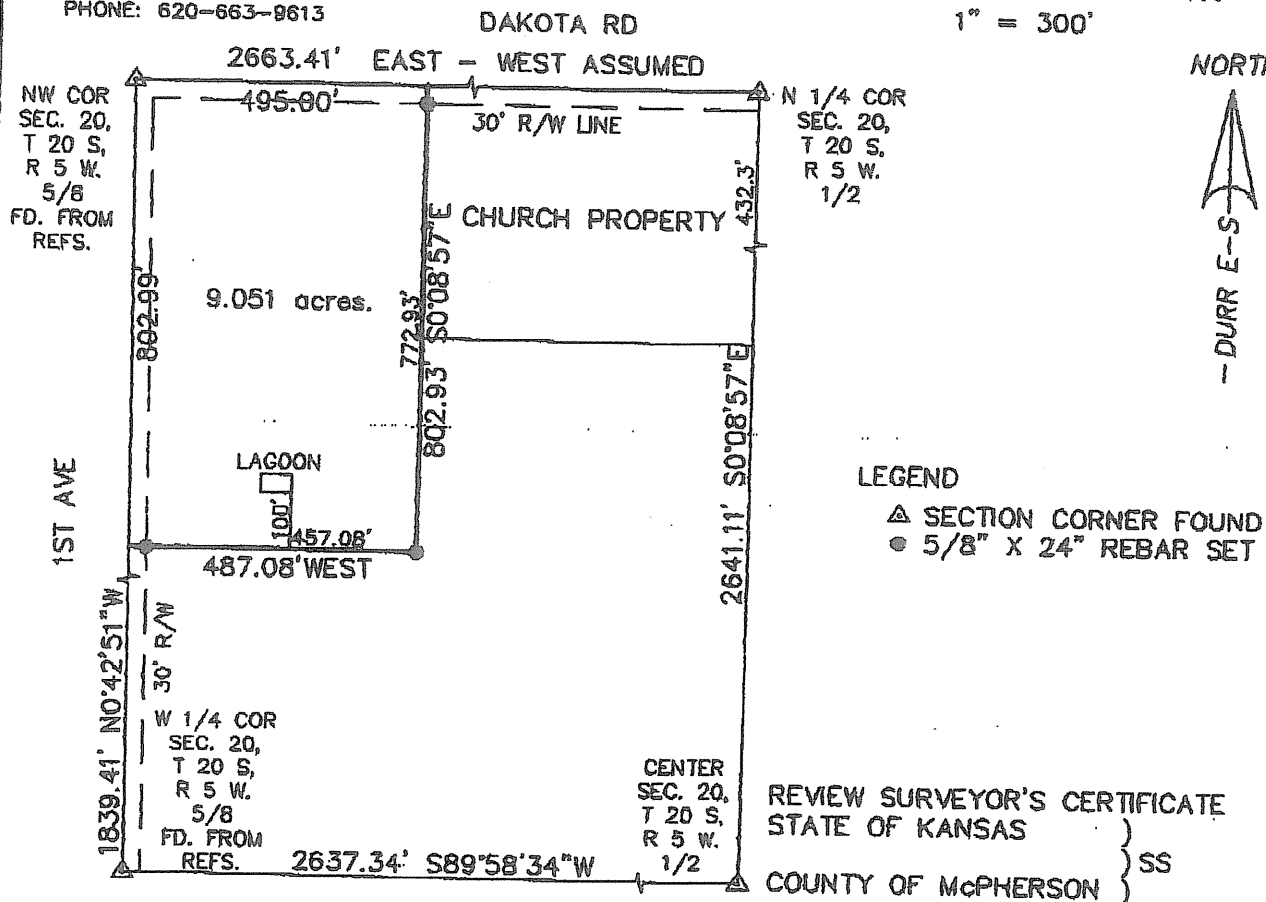 PHONE: 620-663-9613
DAKOTA RD
1" = 300'
2663.41' EAST - WEST ASSUMED
NORTH
NW COR
SEC. 20,
T 20 S,
R 5 W.
5/8
FD. FROM
REFS.
495.00'
30' R/W LINE
N 1/4 COR
SEC. 20,
T 20 S,
R 5 W.
1/2
432.3'
CHURCH PROPERTY
S0°08'57"E
802.99'
9.051 acres.
772.93'
802.93'
-DURR E-S-
LAGOON
100'
457.08'
487.08' WEST
1ST AVE
2641.11' S0°08'57"E
LEGEND
SECTION CORNER FOUND
5/8" X 24" REBAR SET
1839.41' N0°42'51"W
30' R/W
W 1/4 COR
SEC. 20,
T 20 S,
R 5 W.
5/8
FD. FROM
REFS.
2637.34' S89°58'34"W
CENTER
SEC. 20,
T 20 S,
R 5 W.
1/2
REVIEW SURVEYOR'S CERTIFICATE
STATE OF KANSAS )
) SS
COUNTY OF McPHERSON )